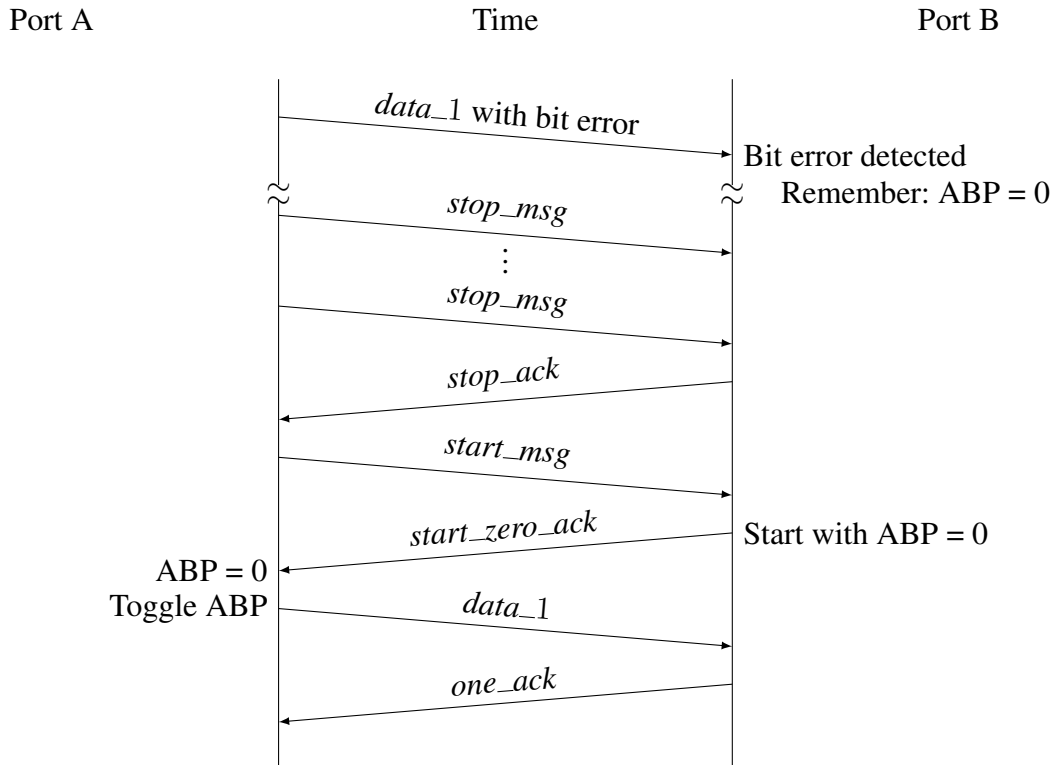 Port A Time Port B
data_1 with bit error
Bit error detected
Remember: ABP = 0
stop_msg
stop_msg
stop_ack
start_msg
start_zero_ack
Start with ABP = 0
ABP = 0
Toggle ABP
data_1
one_ack